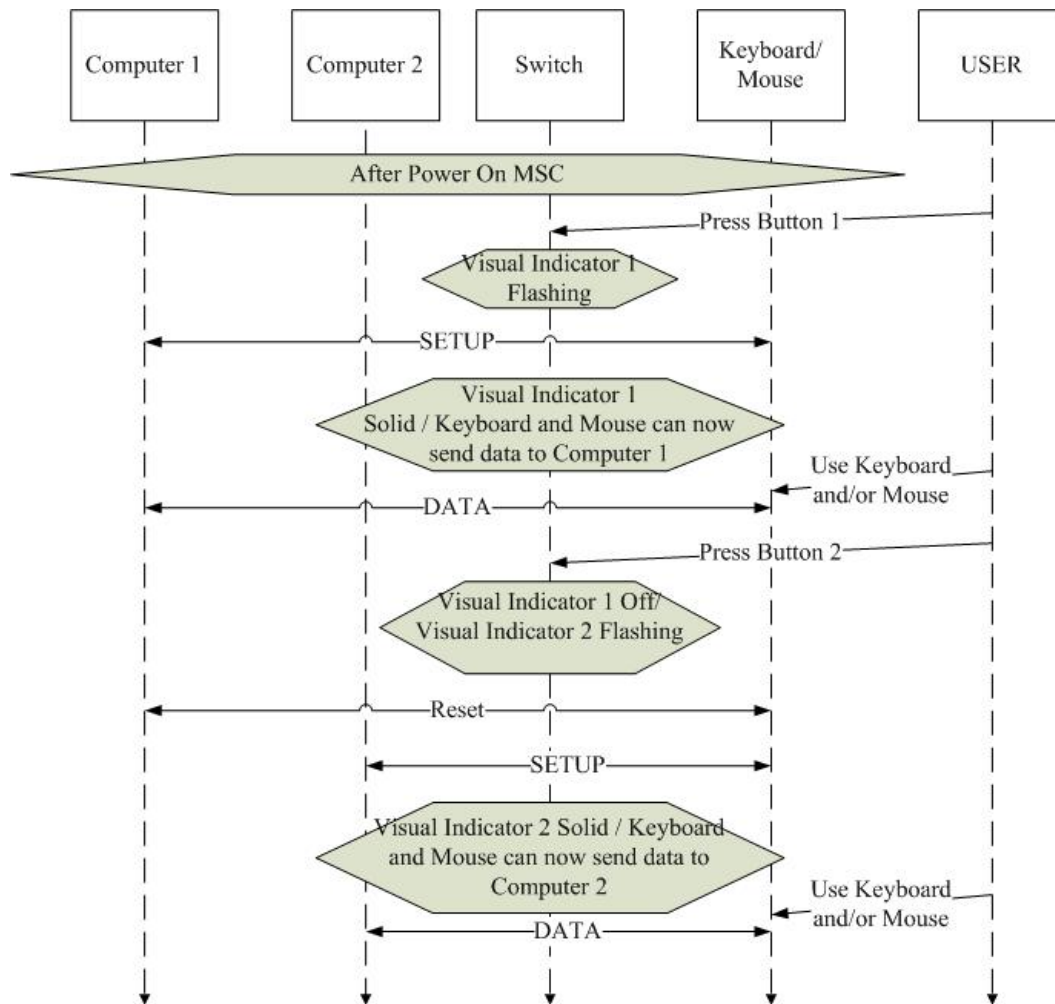 Computer 1
Computer 2
Switch
Keyboard/
Mouse
USER
After Power On MSC
Press Button 1
Visual Indicator 1
Flashing
SETUP
Visual Indicator 1
Solid / Keyboard and Mouse can now
send data to Computer 1
Use Keyboard
and/or Mouse
DATA
Press Button 2
Visual Indicator 1 Off/
Visual Indicator 2 Flashing
Reset
SETUP
Visual Indicator 2 Solid / Keyboard
and Mouse can now send data to
Computer 2
Use Keyboard
and/or Mouse
DATA